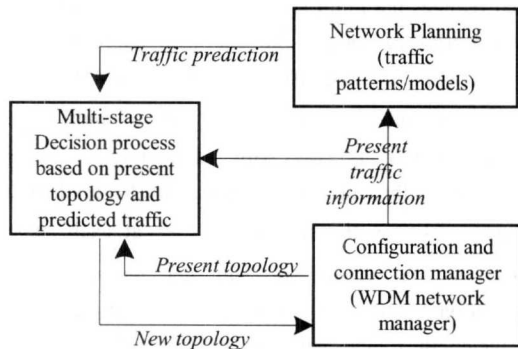 Network Planning
(traffic
patterns/models)
Traffic prediction
Multi-stage
Decision process
based on present
topology and
predicted traffic
Present
traffic
information
Configuration and
connection manager
(WDM network
manager)
Present topology
New topology